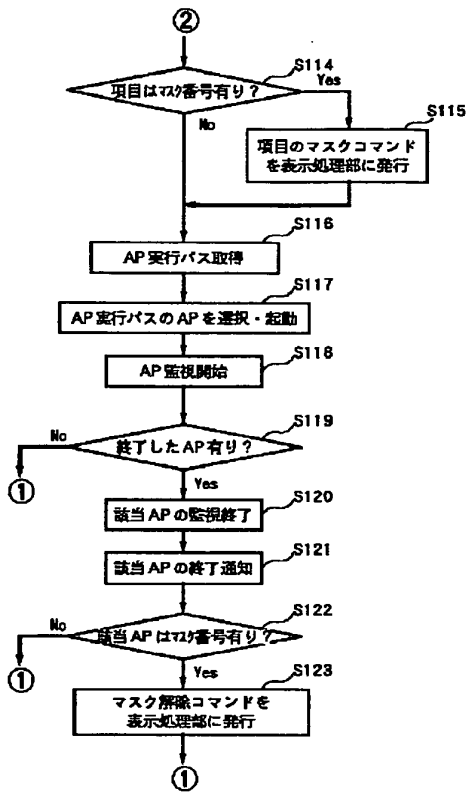 ②
S114
項目はマスク番号有り?
Yes
No
S115
項目のマスクコマンド
を表示処理部に発行
S116
AP実行パス取得
S117
AP実行パスのAPを選択・起動
S118
AP監視開始
S119
終了したAP有り?
No
①
Yes
S120
該当APの監視終了
S121
該当APの終了通知
S122
該当APはマスク番号有り?
No
①
Yes
S123
マスク解除コマンドを
表示処理部に発行
①